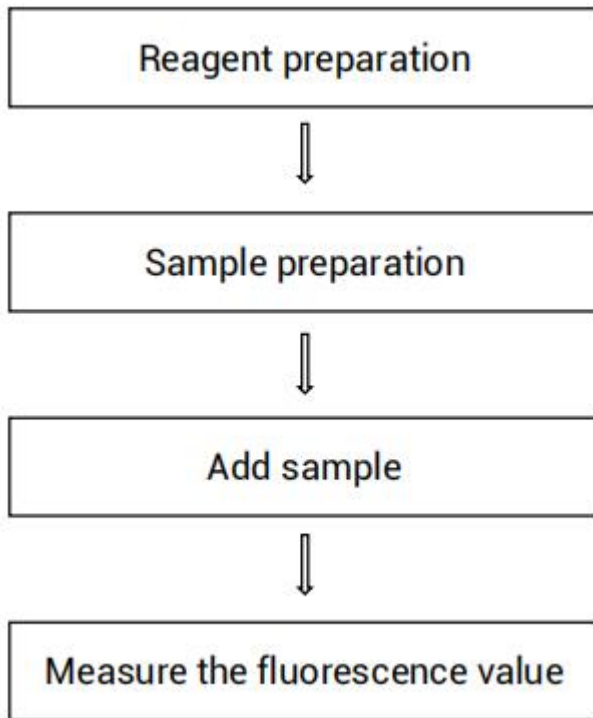 Reagent preparation
Sample preparation
Add sample
Measure the fluorescence value